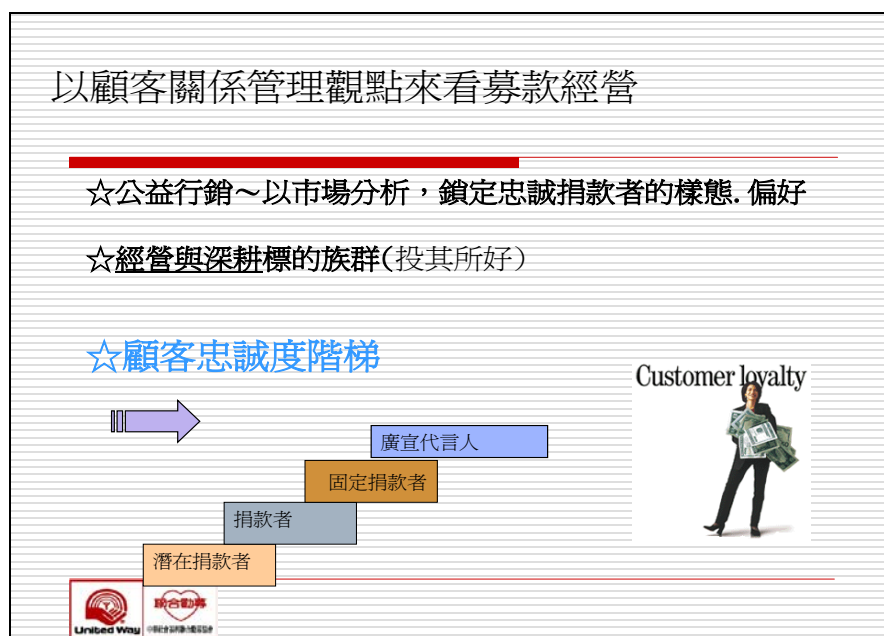 以顧客關係管理觀點來看募款經營
☆公益行銷～以市場分析，鎖定忠誠捐款者的樣態.偏好
☆經營與深耕標的族群(投其所好)
☆顧客忠誠度階梯
Customer loyalty
廣宣代言人
固定捐款者
捐款者
潛在捐款者
聯合勸募
United Way